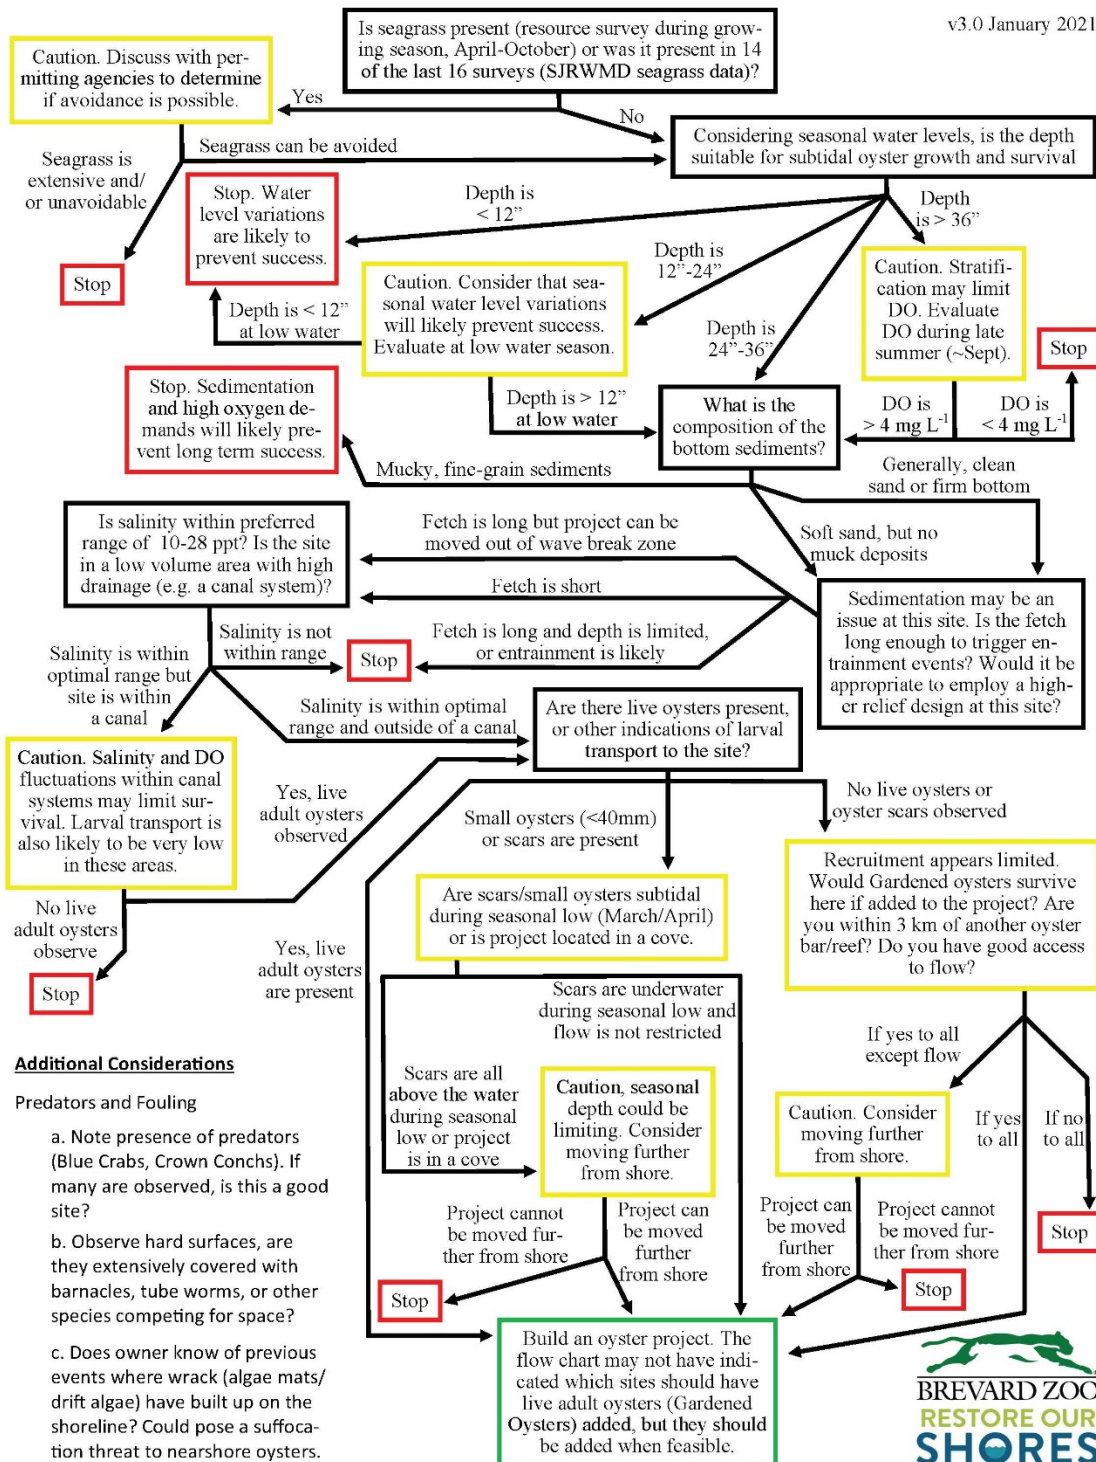 v3.0 January 2021
Is seagrass present (resource survey during grow-
ing season, April-October) or was it present in 14
of the last 16 surveys (SJRWMD seagrass data)?
Caution. Discuss with per-
mitting agencies to determine
if avoidance is possible.
Yes
No
Considering seasonal water levels, is the depth
suitable for subtidal oyster growth and survival
Seagrass can be avoided
Seagrass is
extensive and/
or unavoidable
Stop
Stop. Water
level variations
are likely to
prevent success.
Depth is
< 12”
Depth
is > 36”
Depth is
12”-24”
Depth is
24”-36”
Caution. Consider that sea-
sonal water level variations
will likely prevent success.
Evaluate at low water season.
Depth is < 12”
at low water
Caution. Stratifi-
cation may limit
DO. Evaluate
DO during late
summer (~Sept).
Stop
Depth is > 12”
at low water
DO is
> 4 mg L-1
DO is
< 4 mg L-1
Stop. Sedimentation
and high oxygen de-
mands will likely pre-
vent long term success.
What is the
composition of the
bottom sediments?
Mucky, fine-grain sediments
Generally, clean
sand or firm bottom
Soft sand, but no
muck deposits
Is salinity within preferred
range of 10-28 ppt? Is the site
in a low volume area with high
drainage (e.g. a canal system)?
Fetch is long but project can be
moved out of wave break zone
Fetch is short
Fetch is long and depth is limited,
or entrainment is likely
Sedimentation may be an
issue at this site. Is the fetch
long enough to trigger en-
trainment events? Would it be
appropriate to employ a high-
er relief design at this site?
Salinity is not
within range
Stop
Salinity is within
optimal range but
site is within
a canal
Salinity is within optimal
range and outside of a canal
Are there live oysters present,
or other indications of larval
transport to the site?
Caution. Salinity and DO
fluctuations within canal
systems may limit sur-
vival. Larval transport is
also likely to be very low
in these areas.
Yes, live
adult oysters
observed
No live
adult oysters
observe
Stop
Small oysters (<40mm)
or scars are present
No live oysters or
oyster scars observed
Yes, live
adult oysters
are present
Are scars/small oysters subtidal
during seasonal low (March/April)
or is project located in a cove.
Recruitment appears limited.
Would Gardened oysters survive
here if added to the project? Are
you within 3 km of another oyster
bar/reef? Do you have good access
to flow?
Scars are underwater
during seasonal low and
flow is not restricted
Scars are all
above the water
during seasonal
low or project
is in a cove
Caution, seasonal
depth could be
limiting. Consider
moving further
from shore.
If yes to all
except flow
If yes
to all
If no
to all
Caution. Consider
moving further
from shore.
Stop
Project cannot
be moved fur-
ther from shore
Project can
be moved
further
from shore
Project
can be
moved
further
from shore
Project cannot
be moved fur-
ther from shore
Stop
Stop
Build an oyster project. The
flow chart may not have indi-
cated which sites should have
live adult oysters (Gardened
Oysters) added, but they should
be added when feasible.
Additional Considerations
Predators and Fouling
a. Note presence of predators
(Blue Crabs, Crown Conchs). If
many are observed, is this a good
site?
b. Observe hard surfaces, are
they extensively covered with
barnacles, tube worms, or other
species competing for space?
c. Does owner know of previous
events where wrack (algae mats/
drift algae) have built up on the
shoreline? Could pose a suffoca-
tion threat to nearshore oysters.
BREVARD ZOO
RESTORE OUR
SHORES